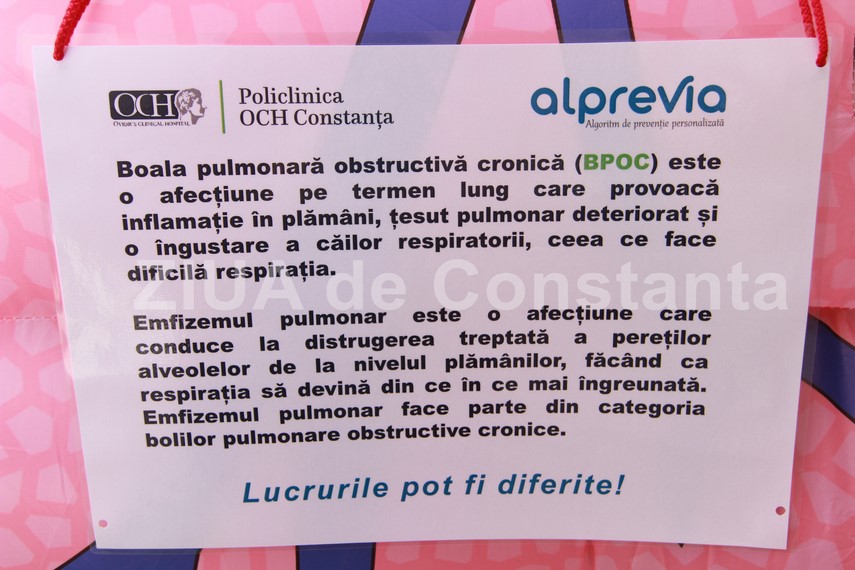 OCH
OVIDIUS CLINICAL HOSPITAL
Policlinica
OCH Constanța
alprevia
Algoritm de prevenție personalizată
Boala pulmonară obstructivă cronică (BPOC) este
o afecțiune pe termen lung care provoacă
inflamație în plămâni, țesut pulmonar deteriorat și
o îngustare a căilor respiratorii, ceea ce face
dificilă respirația.
ZIUA de Constanta
Emfizemul pulmonar este o afecțiune care
conduce la distrugerea treptată a pereților
alveolelor de la nivelul plămânilor, făcând ca
respirația să devină din ce în ce mai îngreunată.
Emfizemul pulmonar face parte din categoria
bolilor pulmonare obstructive cronice.
Lucrurile pot fi diferite!